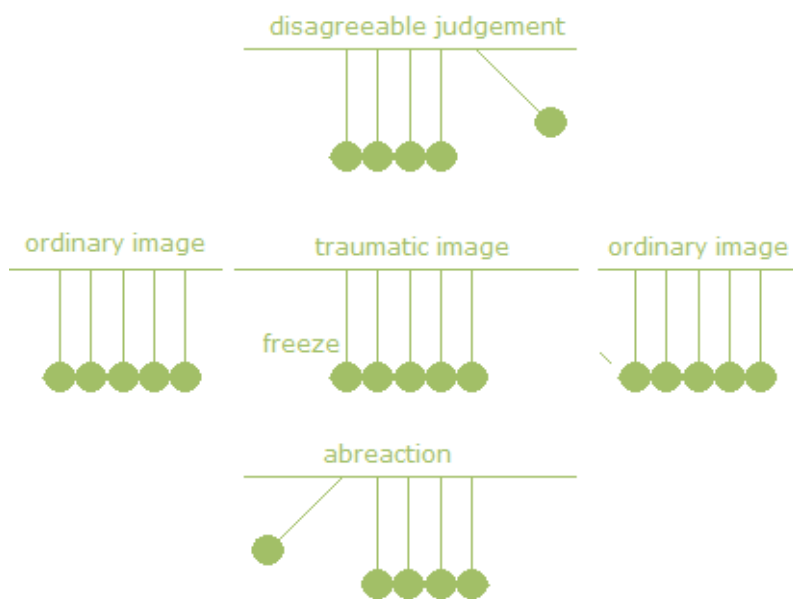 disagreeable judgement
ordinary image
traumatic image
ordinary image
freeze
abreaction